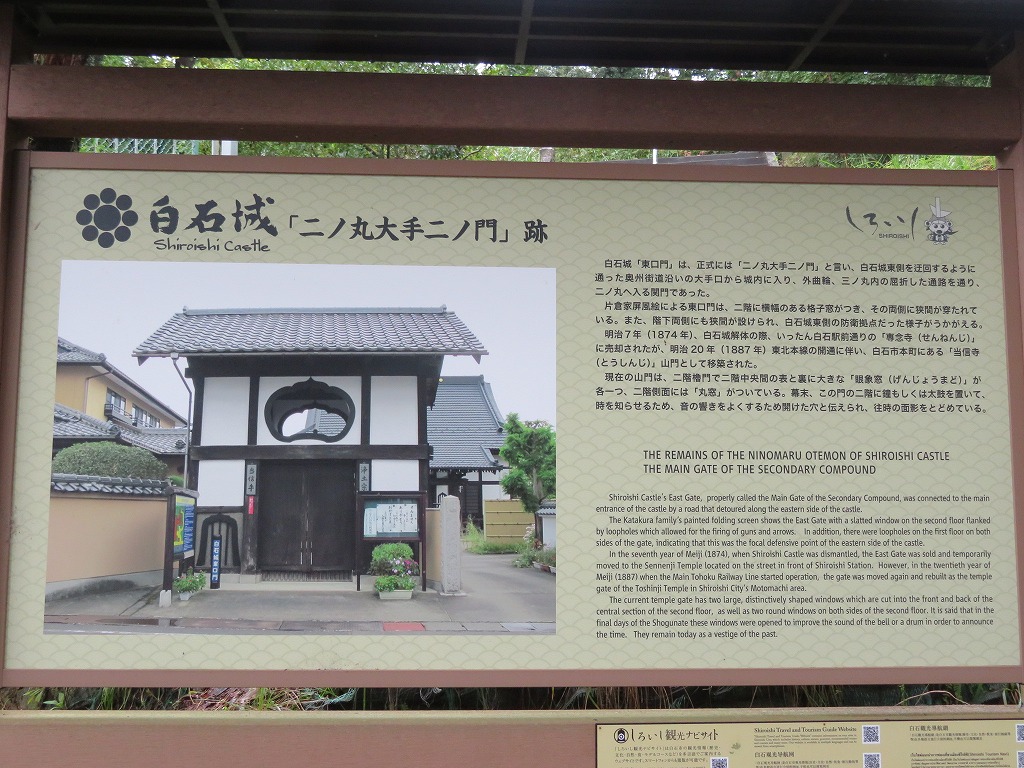 白石城「二ノ丸大手二ノ門」跡
Shiroishi Castle
しろいし
SHIROISHI
白石城「東口門」は、正式には「二ノ丸大手二ノ門」と言い、白石城東側を迂回するように
通った奥州街道沿いの大手口から城内に入り、外曲輪、三ノ丸内の屈折した通路を通り、
二ノ丸へ入る関門であった。
片倉家屏風絵による東口門は、二階に横幅のある格子窓がつき、その両側に狭間が穿たれて
いる。また、階下両側にも狭間が設けられ、白石城東側の防衛拠点だった様子がうかがえる。
明治7年(1874年)、白石城解体の際、いったん白石駅前通りの「専念寺(せんねんじ)」
に売却されたが、明治20年(1887年)東北本線の開通に伴い、白石市本町にある「当信寺
(とうしんじ)」山門として移築された。
現在の山門は、二階櫓門で二階中央間の表と裏に大きな「眼象窓(げんじょうまど)」が
各一つ、二階側面には「丸窓」がついている。幕末、この門の二階に鐘もしくは太鼓を置いて、
時を知らせるため、音の響きをよくするため開けた穴と伝えられ、往時の面影をとどめている。
THE REMAINS OF THE NINOMARU OTEMON OF SHIROISHI CASTLE
THE MAIN GATE OF THE SECONDARY COMPOUND
Shiroishi Castle's East Gate, properly called the Main Gate of the Secondary Compound, was connected to the main
entrance of the castle by a road that detoured along the eastern side of the castle.
The Katakura family's painted folding screen shows the East Gate with a slatted window on the second floor flanked
by loopholes which allowed for the firing of guns and arrows. In addition, there were loopholes on the first floor on both
sides of the gate, indicating that this was the focal defensive point of the eastern side of the castle.
In the seventh year of Meiji (1874), when Shiroishi Castle was dismantled, the East Gate was sold and temporarily
moved to the Sennenji Temple located on the street in front of Shiroishi Station. However, in the twentieth year of
Meiji (1887) when the Main Tohoku Railway Line started operation, the gate was moved again and rebuilt as the temple
gate of the Toshinji Temple in Shiroishi City's Motomachi area.
The current temple gate has two large, distinctively shaped windows which are cut into the front and back of the
central section of the second floor, as well as two round windows on both sides of the second floor. It is said that in the
final days of the Shogunate these windows were opened to improve the sound of the bell or a drum in order to announce
the time. They remain today as a vestige of the past.
当信寺
浄土宗
白石城東口門
しろいし観光ナビサイト
Shiroishi Travel and Tourism Guide Website
白石观光导航网
白石觀光導航網